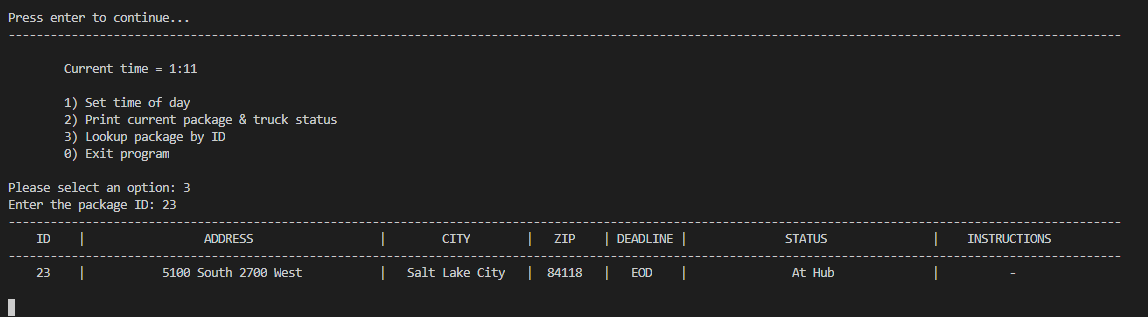 Press enter to continue...
---------------------------------------------------------------------------------------------------------------------------------------------------------------
Current time = 1:11
1) Set time of day
2) Print current package & truck status
3) Lookup package by ID
0) Exit program
Please select an option: 3
Enter the package ID: 23
---------------------------------------------------------------------------------------------------------------------------------------------------------------
ID | ADDRESS | CITY | ZIP | DEADLINE | STATUS | INSTRUCTIONS
---------------------------------------------------------------------------------------------------------------------------------------------------------------
23 | 5100 South 2700 West | Salt Lake City | 84118 | EOD | At Hub | -